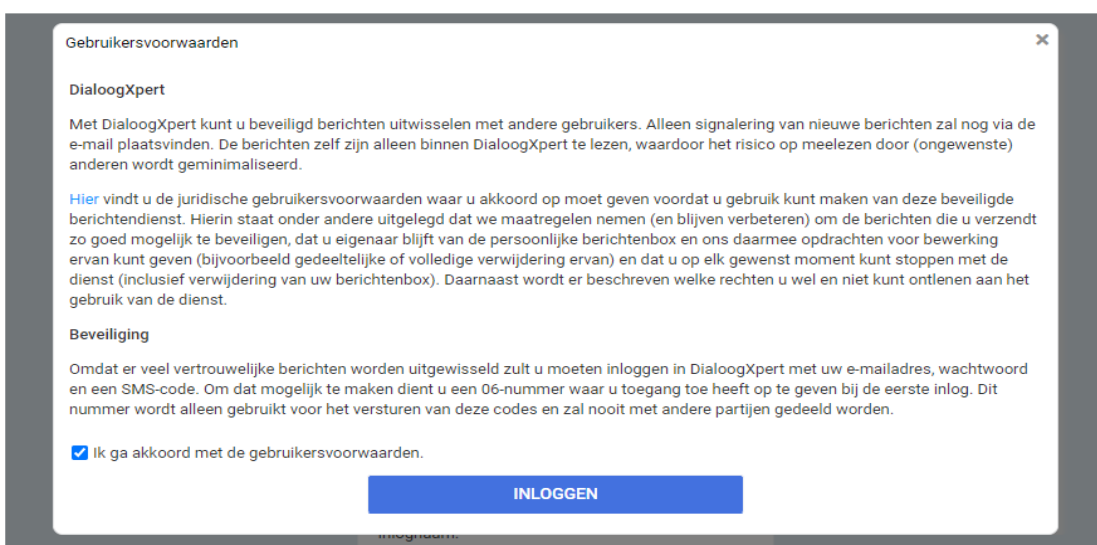 Gebruikersvoorwaarden
×
DialoogXpert
Met DialoogXpert kunt u beveiligd berichten uitwisselen met andere gebruikers. Alleen signalering van nieuwe berichten zal nog via de
e-mail plaatsvinden. De berichten zelf zijn alleen binnen DialoogXpert te lezen, waardoor het risico op meelezen door (ongewenste)
anderen wordt geminimaliseerd.
Hier vindt u de juridische gebruikersvoorwaarden waar u akkoord op moet geven voordat u gebruik kunt maken van deze beveiligde
berichtendienst. Hierin staat onder andere uitgelegd dat we maatregelen nemen (en blijven verbeteren) om de berichten die u verzendt
zo goed mogelijk te beveiligen, dat u eigenaar blijft van de persoonlijke berichtenbox en ons daarmee opdrachten voor bewerking
ervan kunt geven (bijvoorbeeld gedeeltelijke of volledige verwijdering ervan) en dat u op elk gewenst moment kunt stoppen met de
dienst (inclusief verwijdering van uw berichtenbox). Daarnaast wordt er beschreven welke rechten u wel en niet kunt ontlenen aan het
gebruik van de dienst.
Beveiliging
Omdat er veel vertrouwelijke berichten worden uitgewisseld zult u moeten inloggen in DialoogXpert met uw e-mailadres, wachtwoord
en een SMS-code. Om dat mogelijk te maken dient u een 06-nummer waar u toegang toe heeft op te geven bij de eerste inlog. Dit
nummer wordt alleen gebruikt voor het versturen van deze codes en zal nooit met andere partijen gedeeld worden.
Ik ga akkoord met de gebruikersvoorwaarden.
INLOGGEN